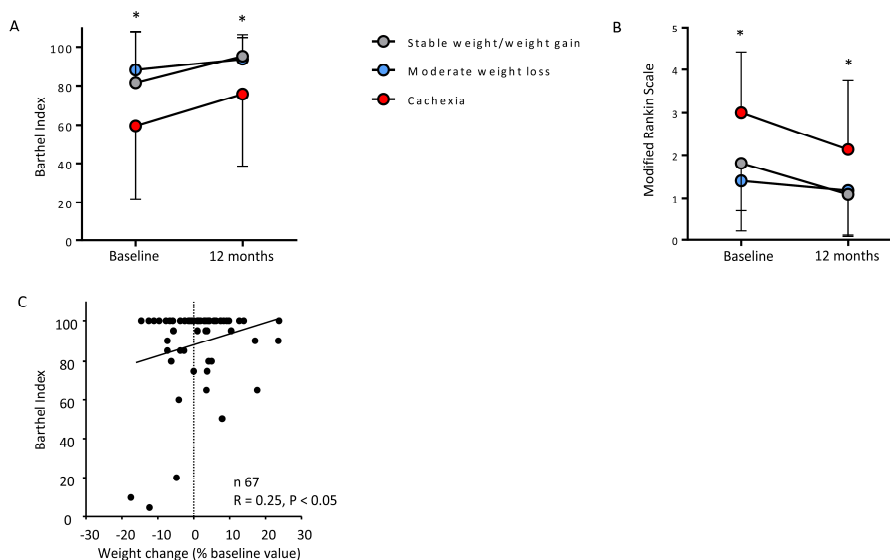 A
*
*
Barthel Index
100
80
60
40
20
0
Baseline
12 months
Stable weight/weight gain
Moderate weight loss
Cachexia
B
*
*
Modified Rankin Scale
5
4
3
2
1
0
Baseline
12 months
C
Barthel Index
100
80
60
40
20
0
n 67
R = 0.25, P < 0.05
-30
-20
-10
0
10
20
30
Weight change (% baseline value)